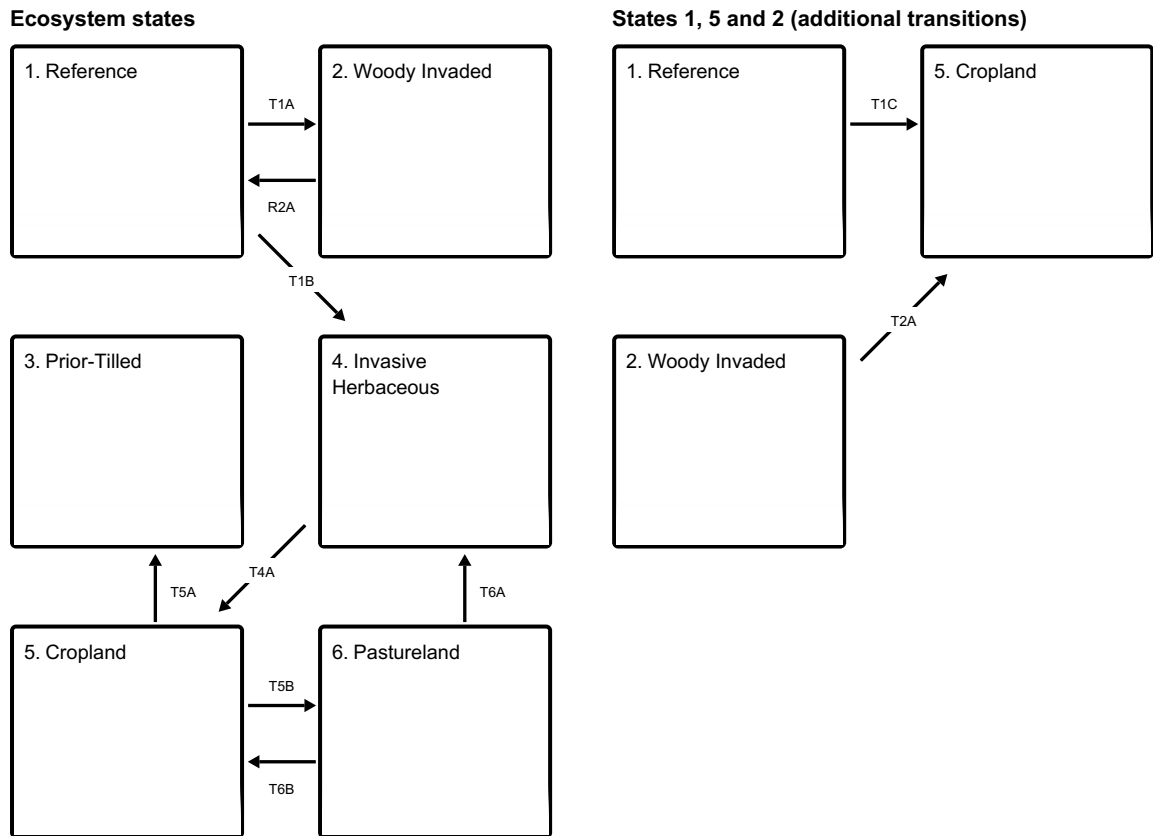 Ecosystem states
1. Reference
2. Woody Invaded
T1A
R2A
T1B
3. Prior-Tilled
4. Invasive
Herbaceous
T4A
T5A
T6A
5. Cropland
6. Pastureland
T5B
T6B
States 1, 5 and 2 (additional transitions)
1. Reference
5. Cropland
T1C
T2A
2. Woody Invaded